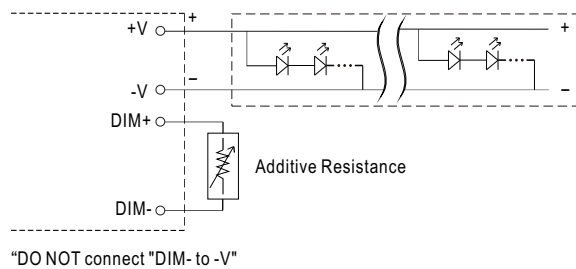 +V + +
-V − −
DIM+
Additive Resistance
DIM-
“DO NOT connect "DIM- to -V"